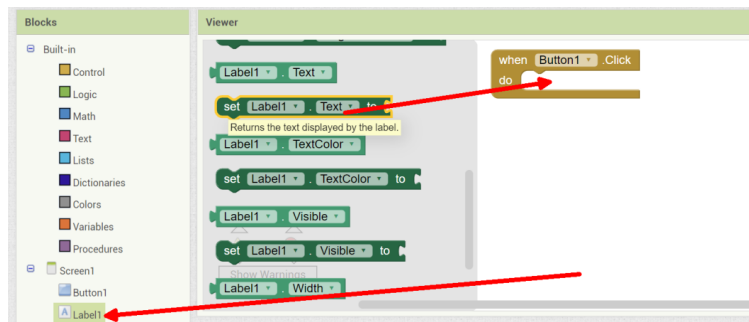 Blocks
Viewer
Built-in
Control
Logic
Math
Text
Lists
Dictionaries
Colors
Variables
Procedures
Screen1
Button1
Label1
Label1 . Text
set Label1 . Text to
Returns the text displayed by the label.
Label1 . TextColor
set Label1 . TextColor to
Label1 . Visible
set Label1 . Visible to
Show Warnings
Label1 . Width
when Button1 .Click
do